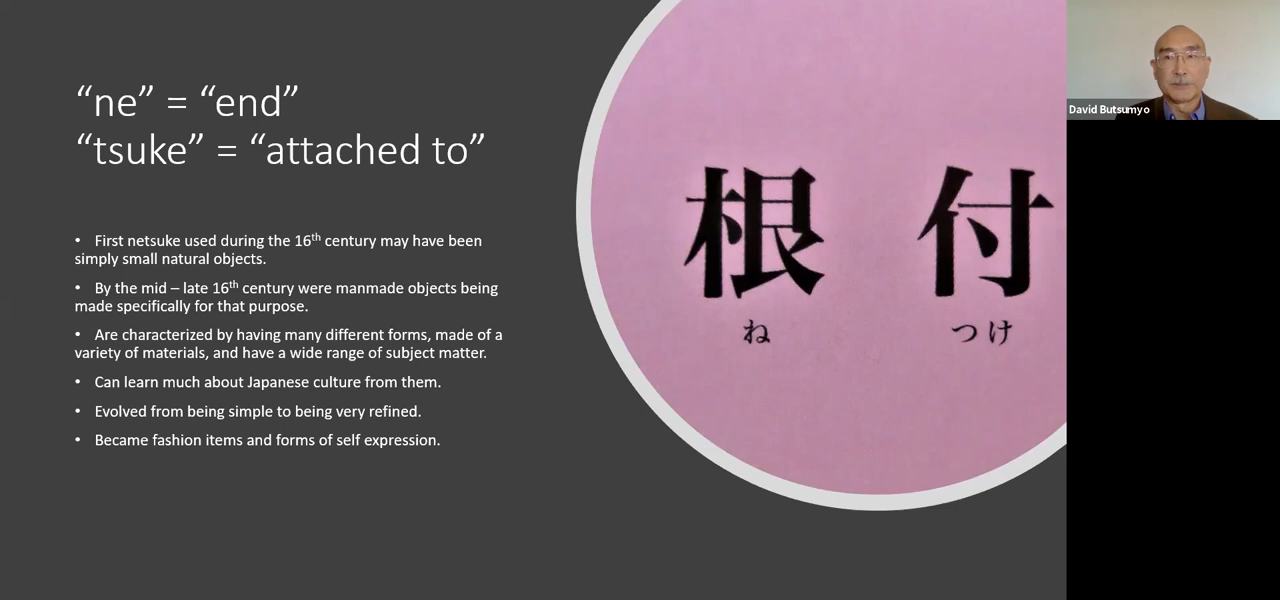 “ne” = “end”
“tsuke” = “attached to”
• First netsuke used during the 16th century may have been
simply small natural objects.
• By the mid – late 16th century were manmade objects being
made specifically for that purpose.
• Are characterized by having many different forms, made of a
variety of materials, and have a wide range of subject matter.
• Can learn much about Japanese culture from them.
• Evolved from being simple to being very refined.
• Became fashion items and forms of self expression.
根 付
ね つけ
David Butsumyo